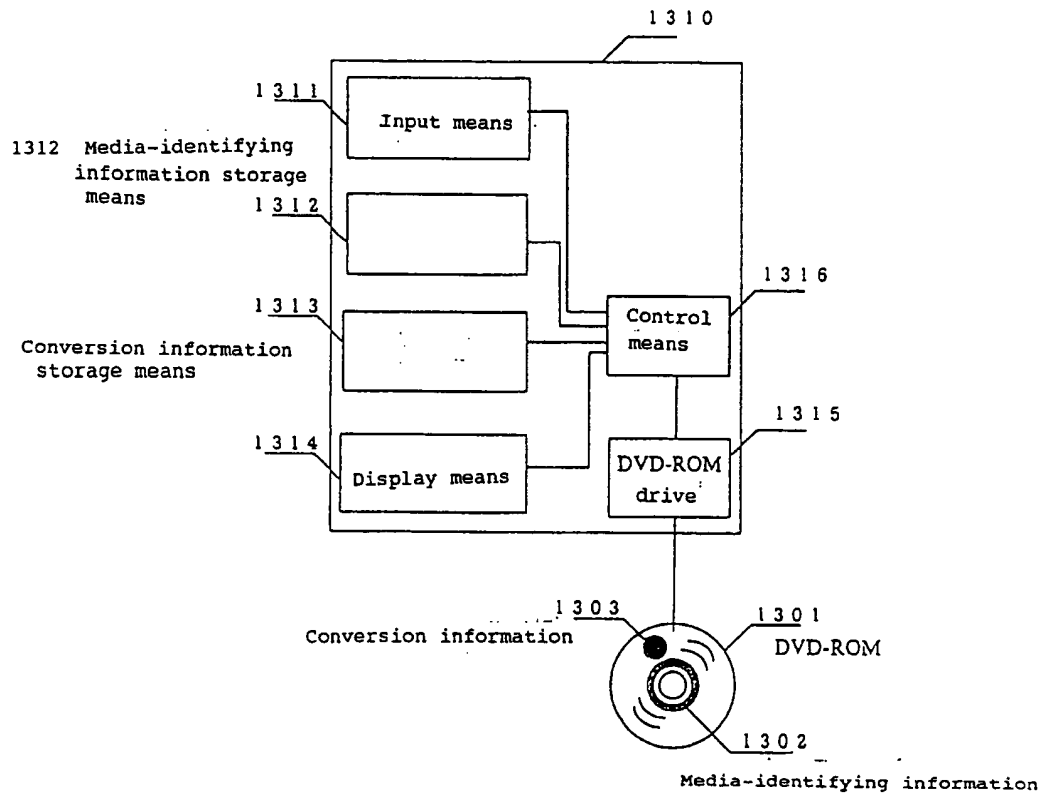 1310
1311
Input means
1312 Media-identifying
information storage
means
1312
1316
1313
Control
means
Conversion information
storage means
1315
1314
Display means
DVD-ROM
drive
1303
1301
Conversion information
DVD-ROM
1302
Media-identifying information